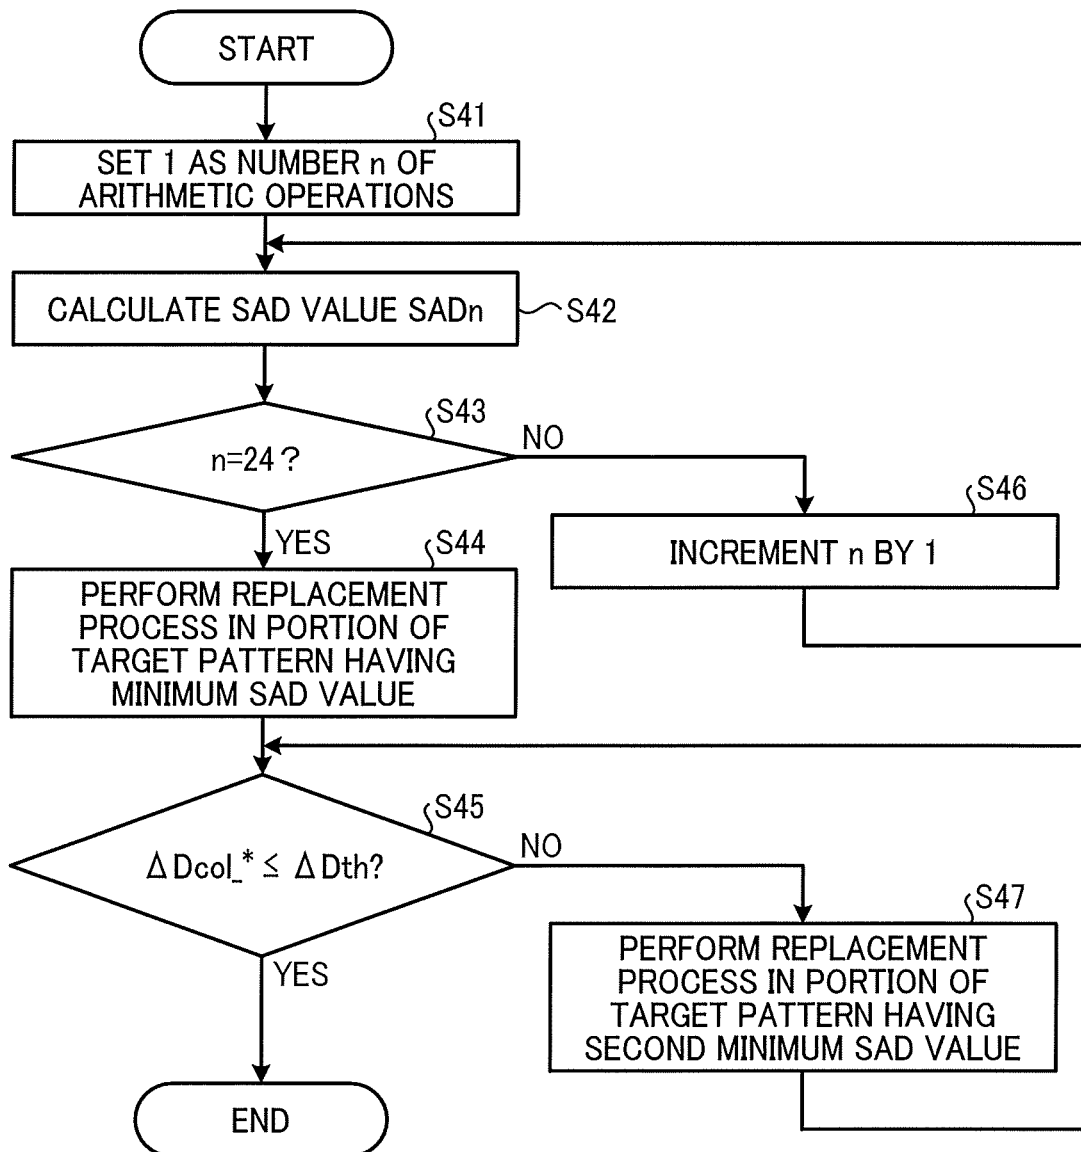 START
S41
SET 1 AS NUMBER n OF
ARITHMETIC OPERATIONS
CALCULATE SAD VALUE SADn
S42
S43
n=24?
NO
YES
S46
INCREMENT n BY 1
S44
PERFORM REPLACEMENT
PROCESS IN PORTION OF
TARGET PATTERN HAVING
MINIMUM SAD VALUE
S45
ΔDcol_* ≤ ΔDth?
NO
YES
S47
PERFORM REPLACEMENT
PROCESS IN PORTION OF
TARGET PATTERN HAVING
SECOND MINIMUM SAD VALUE
END